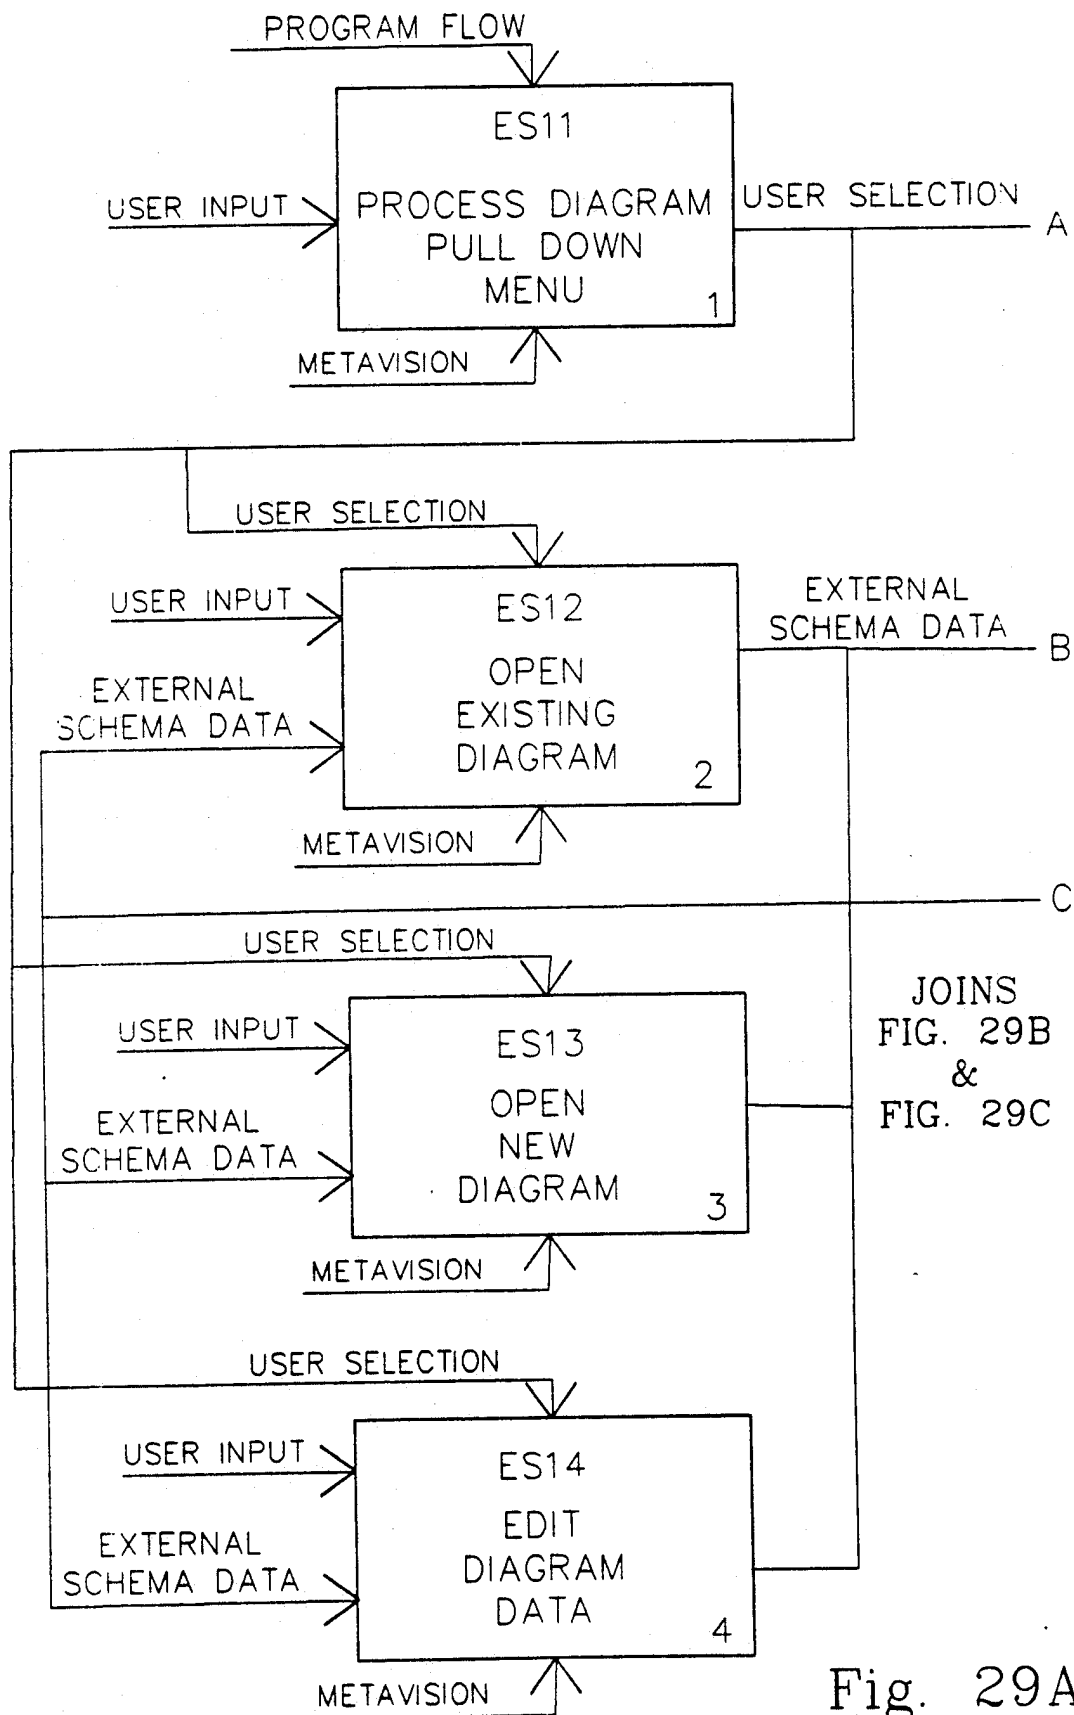 PROGRAM FLOW
ES11
USER INPUT
PROCESS DIAGRAM
PULL DOWN
MENU
1
USER SELECTION
A
METAVISION
USER SELECTION
USER INPUT
ES12
EXTERNAL
SCHEMA DATA
B
EXTERNAL
SCHEMA DATA
OPEN
EXISTING
DIAGRAM
2
METAVISION
C
USER SELECTION
USER INPUT
ES13
JOINS
FIG. 29B
&
FIG. 29C
EXTERNAL
SCHEMA DATA
OPEN
NEW
DIAGRAM
3
METAVISION
USER SELECTION
USER INPUT
ES14
EXTERNAL
SCHEMA DATA
EDIT
DIAGRAM
DATA
4
METAVISION
Fig. 29A